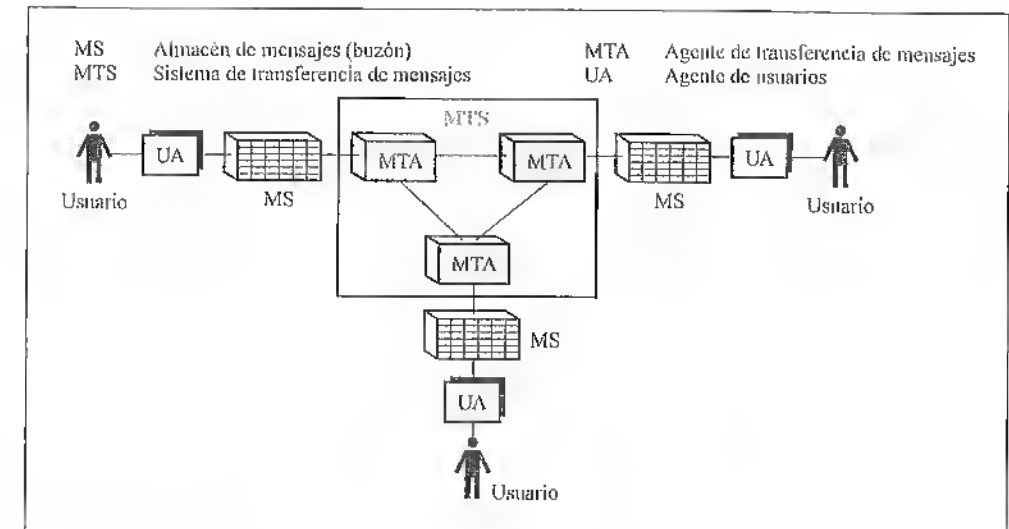 MS Almacén de mensajes (buzón)
MTS Sistema de transferencia de mensajes
MTA Agente de transferencia de mensajes
UA Agente de usuarios
MTS
UA
MTA
MTA
UA
Usuario
MS
MS
Usuario
MTA
MS
UA
Usuario